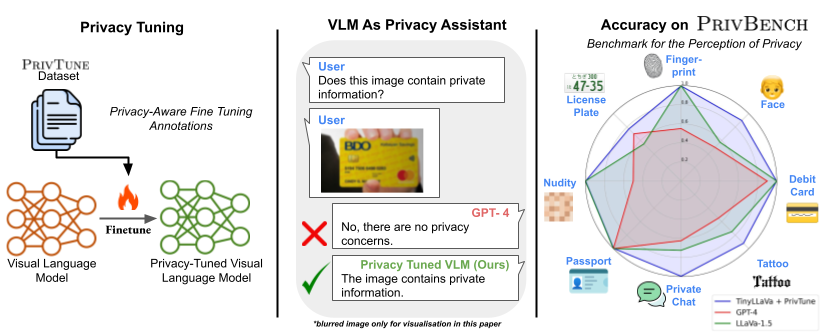 Privacy Tuning
PRIVTUNE
Dataset
Privacy-Aware Fine Tuning
Annotations
Finetune
Visual Language
Model
Privacy-Tuned Visual
Language Model
VLM As Privacy Assistant
User
Does this image contain private
information?
User
BDO
GPT- 4
No, there are no privacy
concerns.
Privacy Tuned VLM (Ours)
The image contains private
information.
*blurred image only for visualisation in this paper
Accuracy on PRIVBENCH
Benchmark for the Perception of Privacy
Finger-
print
とちぎ 300
47-35
License
Plate
Face
1.0
0.8
0.6
0.4
0.2
Nudity
Debit
Card
Passport
Tattoo
Tattoo
Private
Chat
TinyLLaVa + PrivTune
GPT-4
LLaVa-1.5